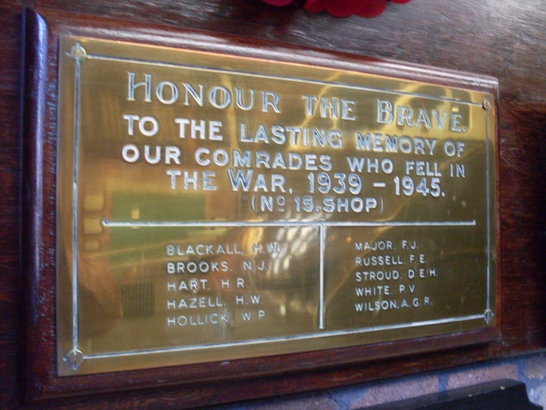 HONOUR THE BRAVE.
TO THE LASTING MEMORY OF
OUR COMRADES WHO FELL IN
THE WAR, 1939 - 1945.
(No 15, SHOP)
BLACKALL. H.W.
BROOKS. N.J.
HART. H.R.
HAZELL. H.W.
HOLLICK. W.P
MAJOR. F.J.
RUSSELL. F.E.
STROUD. D.E.H.
WHITE. P.V
WILSON, A.G.R.